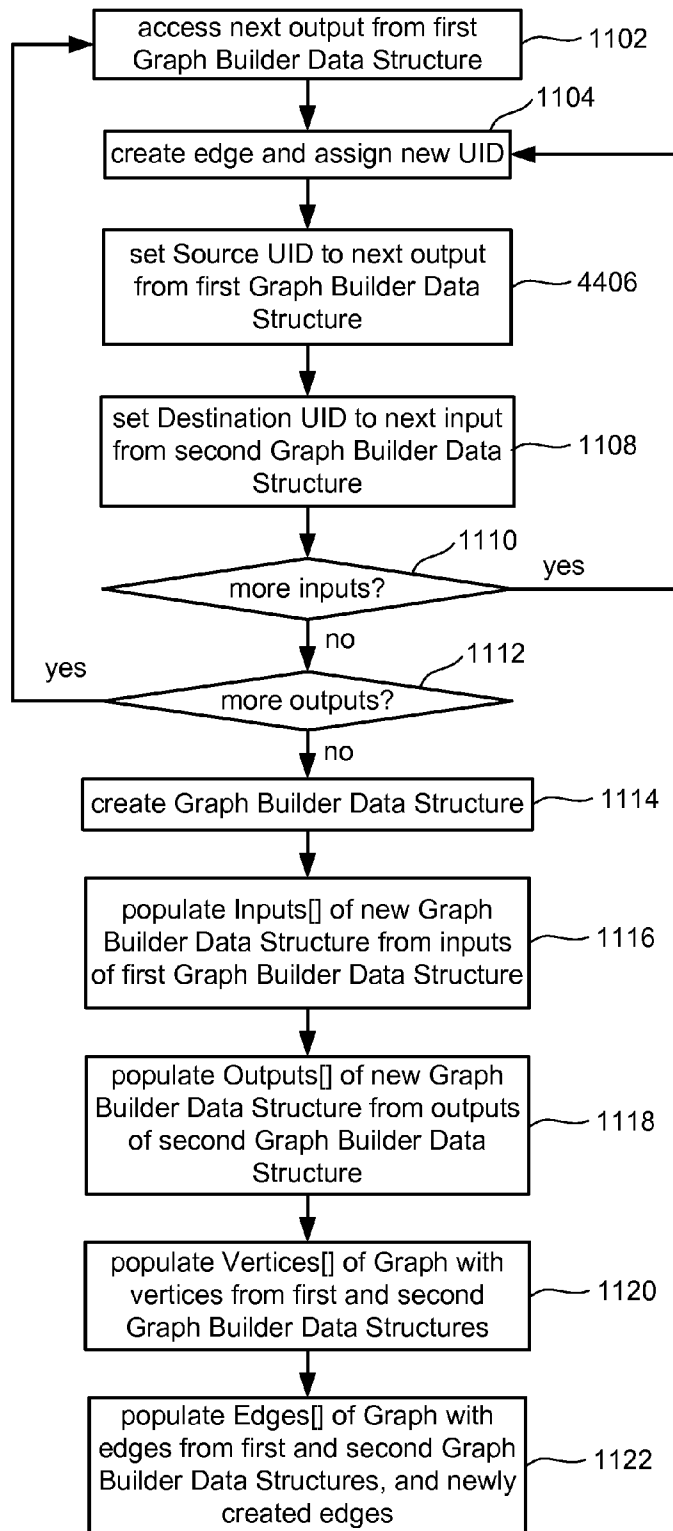 access next output from first
Graph Builder Data Structure
1102
1104
create edge and assign new UID
set Source UID to next output
from first Graph Builder Data
Structure
4406
set Destination UID to next input
from second Graph Builder Data
Structure
1108
1110
more inputs?
yes
no
1112
yes
more outputs?
no
create Graph Builder Data Structure
1114
populate Inputs[] of new Graph
Builder Data Structure from inputs
of first Graph Builder Data Structure
1116
populate Outputs[] of new Graph
Builder Data Structure from outputs
of second Graph Builder Data
Structure
1118
populate Vertices[] of Graph with
vertices from first and second
Graph Builder Data Structures
1120
populate Edges[] of Graph with
edges from first and second Graph
Builder Data Structures, and newly
created edges
1122